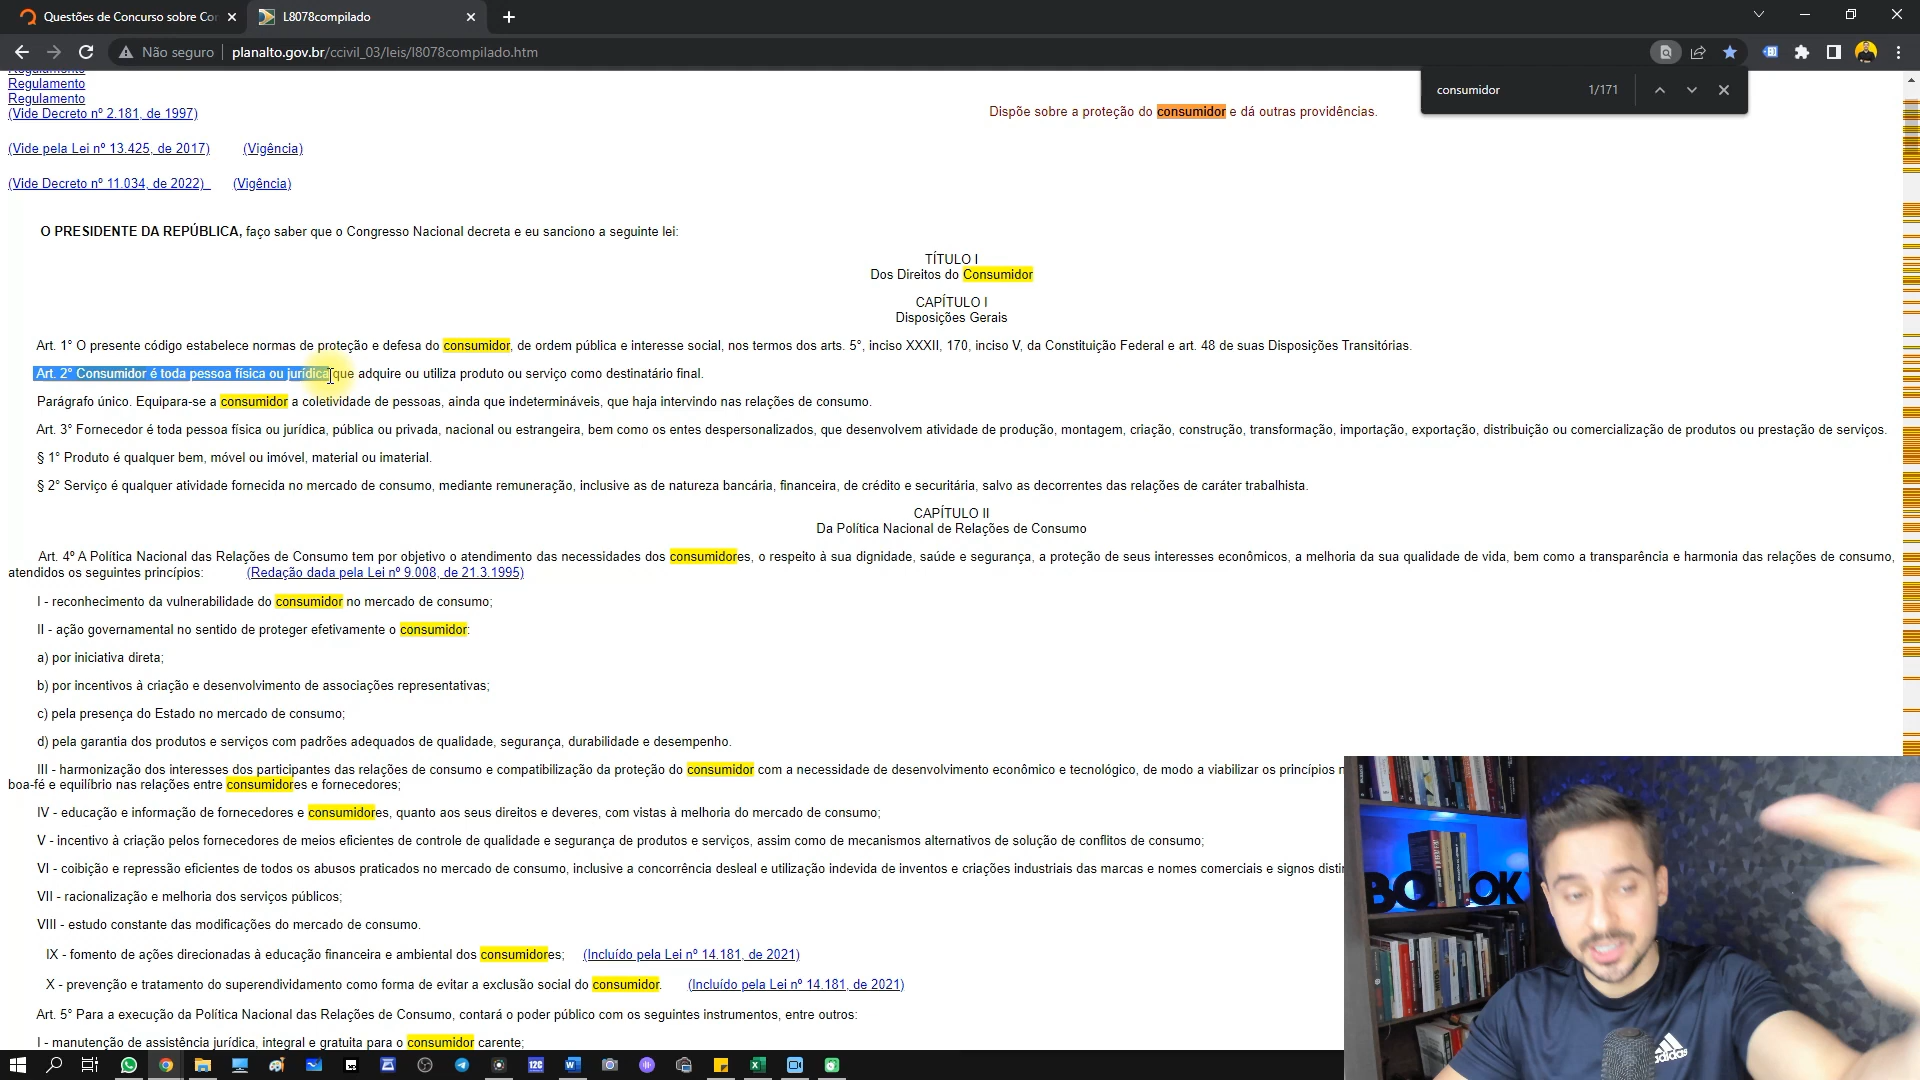 Questões de Concurso sobre Co
L8078compilado
Não seguro
planalto.gov.br/ccivil_03/leis/l8078compilado.htm
consumidor
1/171
Regulamento
Regulamento
Regulamento
(Vide Decreto nº 2.181, de 1997)
Dispõe sobre a proteção do consumidor e dá outras providências.
(Vide pela Lei nº 13.425, de 2017) (Vigência)
(Vide Decreto nº 11.034, de 2022) (Vigência)
O PRESIDENTE DA REPÚBLICA, faço saber que o Congresso Nacional decreta e eu sanciono a seguinte lei:
TÍTULO I
Dos Direitos do Consumidor
CAPÍTULO I
Disposições Gerais
Art. 1° O presente código estabelece normas de proteção e defesa do consumidor, de ordem pública e interesse social, nos termos dos arts. 5°, inciso XXXII, 170, inciso V, da Constituição Federal e art. 48 de suas Disposições Transitórias.
Art. 2° Consumidor é toda pessoa física ou jurídica que adquire ou utiliza produto ou serviço como destinatário final.
Parágrafo único. Equipara-se a consumidor a coletividade de pessoas, ainda que indetermináveis, que haja intervindo nas relações de consumo.
Art. 3° Fornecedor é toda pessoa física ou jurídica, pública ou privada, nacional ou estrangeira, bem como os entes despersonalizados, que desenvolvem atividade de produção, montagem, criação, construção, transformação, importação, exportação, distribuição ou comercialização de produtos ou prestação de serviços.
§ 1° Produto é qualquer bem, móvel ou imóvel, material ou imaterial.
§ 2° Serviço é qualquer atividade fornecida no mercado de consumo, mediante remuneração, inclusive as de natureza bancária, financeira, de crédito e securitária, salvo as decorrentes das relações de caráter trabalhista.
CAPÍTULO II
Da Política Nacional de Relações de Consumo
Art. 4º A Política Nacional das Relações de Consumo tem por objetivo o atendimento das necessidades dos consumidores, o respeito à sua dignidade, saúde e segurança, a proteção de seus interesses econômicos, a melhoria da sua qualidade de vida, bem como a transparência e harmonia das relações de consumo,
atendidos os seguintes princípios: (Redação dada pela Lei nº 9.008, de 21.3.1995)
I - reconhecimento da vulnerabilidade do consumidor no mercado de consumo;
II - ação governamental no sentido de proteger efetivamente o consumidor:
a) por iniciativa direta;
b) por incentivos à criação e desenvolvimento de associações representativas;
c) pela presença do Estado no mercado de consumo;
d) pela garantia dos produtos e serviços com padrões adequados de qualidade, segurança, durabilidade e desempenho.
III - harmonização dos interesses dos participantes das relações de consumo e compatibilização da proteção do consumidor com a necessidade de desenvolvimento econômico e tecnológico, de modo a viabilizar os princípios
boa-fé e equilíbrio nas relações entre consumidores e fornecedores;
IV - educação e informação de fornecedores e consumidores, quanto aos seus direitos e deveres, com vistas à melhoria do mercado de consumo;
V - incentivo à criação pelos fornecedores de meios eficientes de controle de qualidade e segurança de produtos e serviços, assim como de mecanismos alternativos de solução de conflitos de consumo;
VI - coibição e repressão eficientes de todos os abusos praticados no mercado de consumo, inclusive a concorrência desleal e utilização indevida de inventos e criações industriais das marcas e nomes comerciais e signos distin
VII - racionalização e melhoria dos serviços públicos;
VIII - estudo constante das modificações do mercado de consumo.
IX - fomento de ações direcionadas à educação financeira e ambiental dos consumidores; (Incluído pela Lei nº 14.181, de 2021)
X - prevenção e tratamento do superendividamento como forma de evitar a exclusão social do consumidor. (Incluído pela Lei nº 14.181, de 2021)
Art. 5° Para a execução da Política Nacional das Relações de Consumo, contará o poder público com os seguintes instrumentos, entre outros:
I - manutenção de assistência jurídica, integral e gratuita para o consumidor carente;
BOOK
adidas
12C